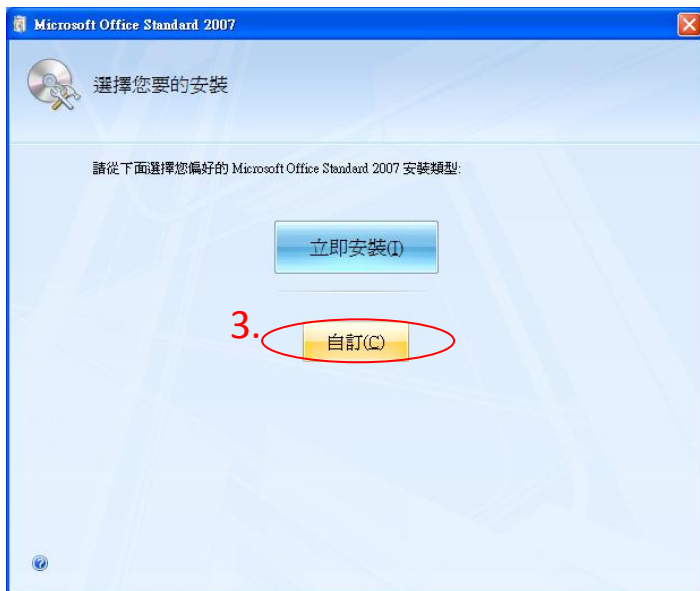 Microsoft Office Standard 2007
選擇您要的安裝
請從下面選擇您偏好的 Microsoft Office Standard 2007 安裝類型:
立即安裝(I)
3.
自訂(C)
?